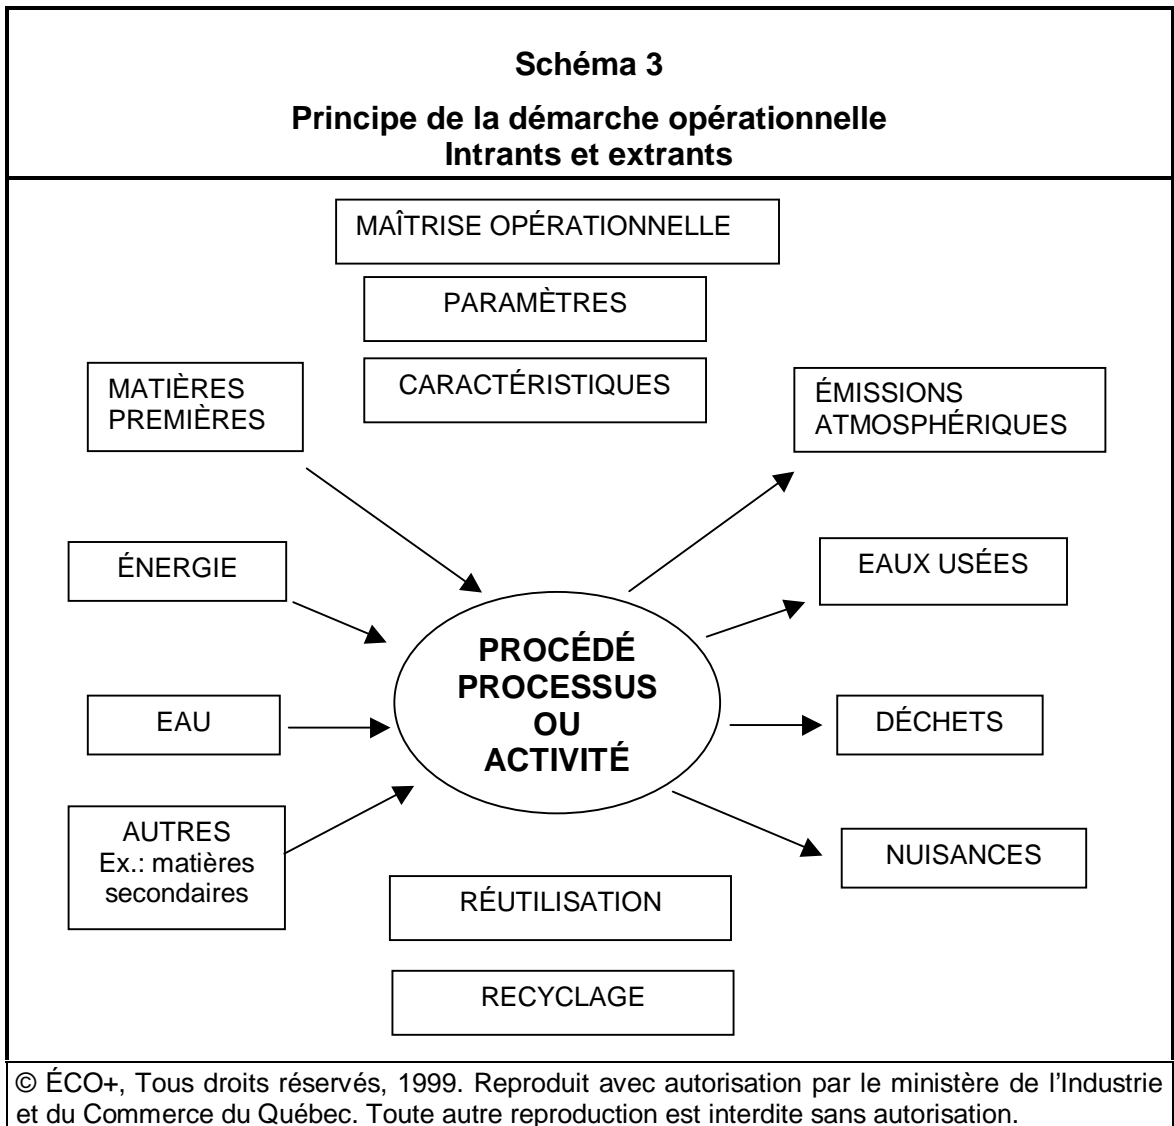 Schéma 3
Principe de la démarche opérationnelle
Intrants et extrants
MAÎTRISE OPÉRATIONNELLE
PARAMÈTRES
CARACTÉRISTIQUES
MATIÈRES
PREMIÈRES
ÉMISSIONS
ATMOSPHÉRIQUES
ÉNERGIE
EAUX USÉES
PROCÉDÉ
PROCESSUS
OU
ACTIVITÉ
EAU
DÉCHETS
AUTRES
Ex.: matières
secondaires
NUISANCES
RÉUTILISATION
RECYCLAGE
© ÉCO+, Tous droits réservés, 1999. Reproduit avec autorisation par le ministère de l'Industrie
et du Commerce du Québec. Toute autre reproduction est interdite sans autorisation.